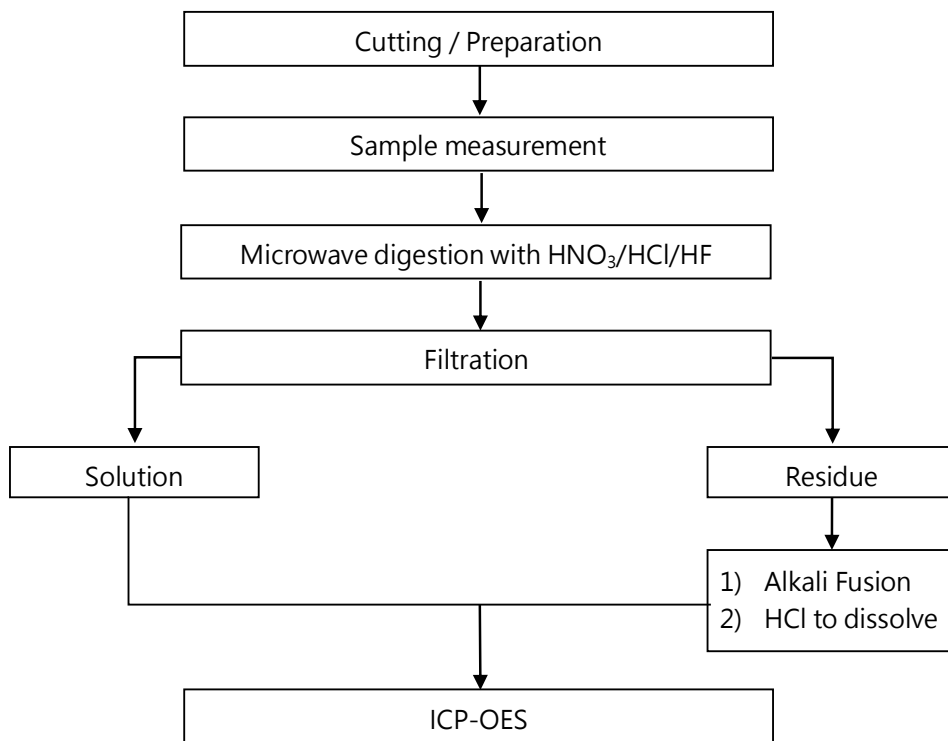 Cutting / Preparation
Sample measurement
Microwave digestion with HNO₃/HCl/HF
Filtration
Solution
Residue
1) Alkali Fusion
2) HCl to dissolve
ICP-OES